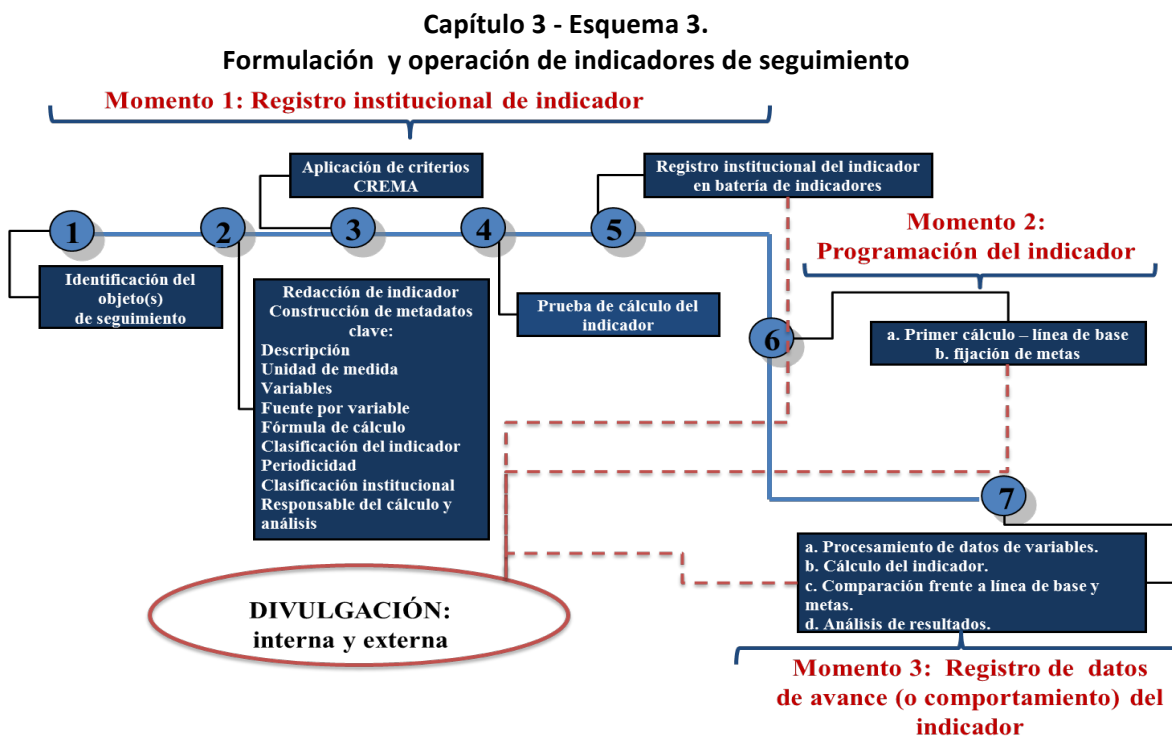 Capítulo 3 - Esquema 3.
Formulación y operación de indicadores de seguimiento
Momento 1: Registro institucional de indicador
Aplicación de criterios
CREMA
Registro institucional del indicador
en batería de indicadores
1
2
3
4
5
Momento 2:
Programación del indicador
Identificación del
objeto(s)
de seguimiento
Redacción de indicador
Construcción de metadatos
clave:
Descripción
Unidad de medida
Variables
Fuente por variable
Fórmula de cálculo
Clasificación del indicador
Periodicidad
Clasificación institucional
Responsable del cálculo y
análisis
Prueba de cálculo del
indicador
6
a. Primer cálculo – línea de base
b. fijación de metas
7
a. Procesamiento de datos de variables.
b. Cálculo del indicador.
c. Comparación frente a línea de base y
metas.
d. Análisis de resultados.
DIVULGACIÓN:
interna y externa
Momento 3: Registro de datos
de avance (o comportamiento) del
indicador